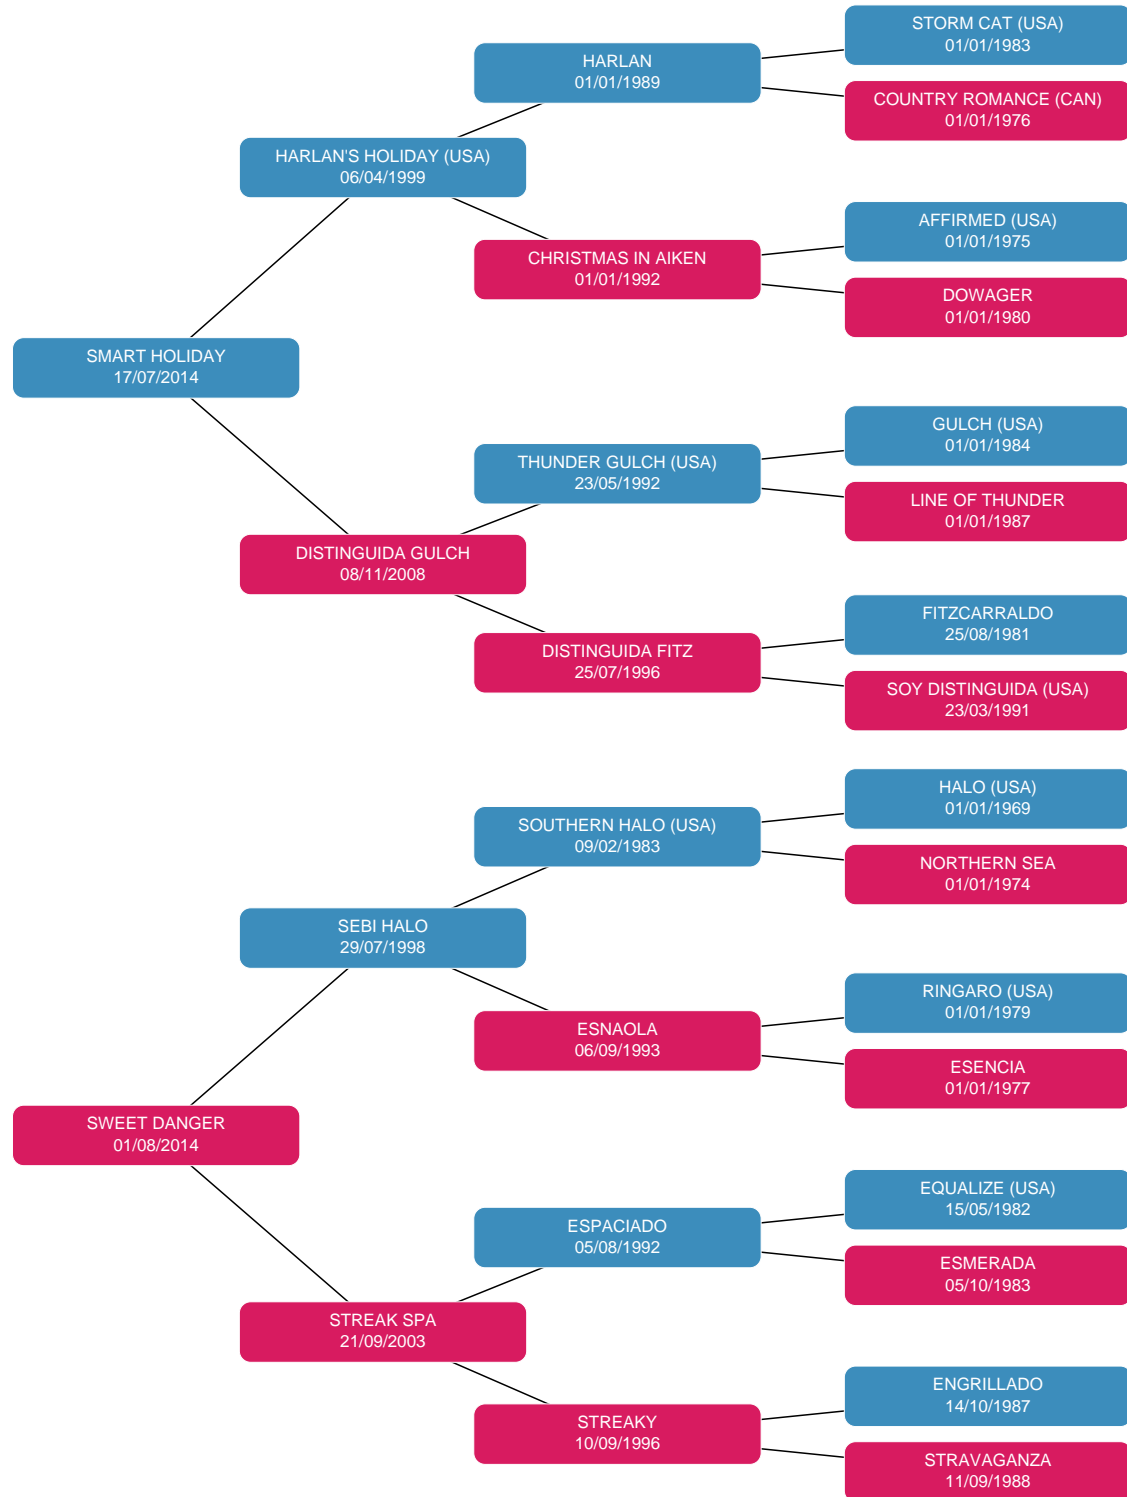 STORM CAT (USA)
01/01/1983
HARLAN
01/01/1989
COUNTRY ROMANCE (CAN)
01/01/1976
HARLAN'S HOLIDAY (USA)
06/04/1999
AFFIRMED (USA)
01/01/1975
CHRISTMAS IN AIKEN
01/01/1992
DOWAGER
01/01/1980
SMART HOLIDAY
17/07/2014
GULCH (USA)
01/01/1984
THUNDER GULCH (USA)
23/05/1992
LINE OF THUNDER
01/01/1987
DISTINGUIDA GULCH
08/11/2008
FITZCARRALDO
25/08/1981
DISTINGUIDA FITZ
25/07/1996
SOY DISTINGUIDA (USA)
23/03/1991
HALO (USA)
01/01/1969
SOUTHERN HALO (USA)
09/02/1983
NORTHERN SEA
01/01/1974
SEBI HALO
29/07/1998
RINGARO (USA)
01/01/1979
ESNAOLA
06/09/1993
ESENCIA
01/01/1977
SWEET DANGER
01/08/2014
EQUALIZE (USA)
15/05/1982
ESPACIADO
05/08/1992
ESMERADA
05/10/1983
STREAK SPA
21/09/2003
ENGRILLADO
14/10/1987
STREAKY
10/09/1996
STRAVAGANZA
11/09/1988